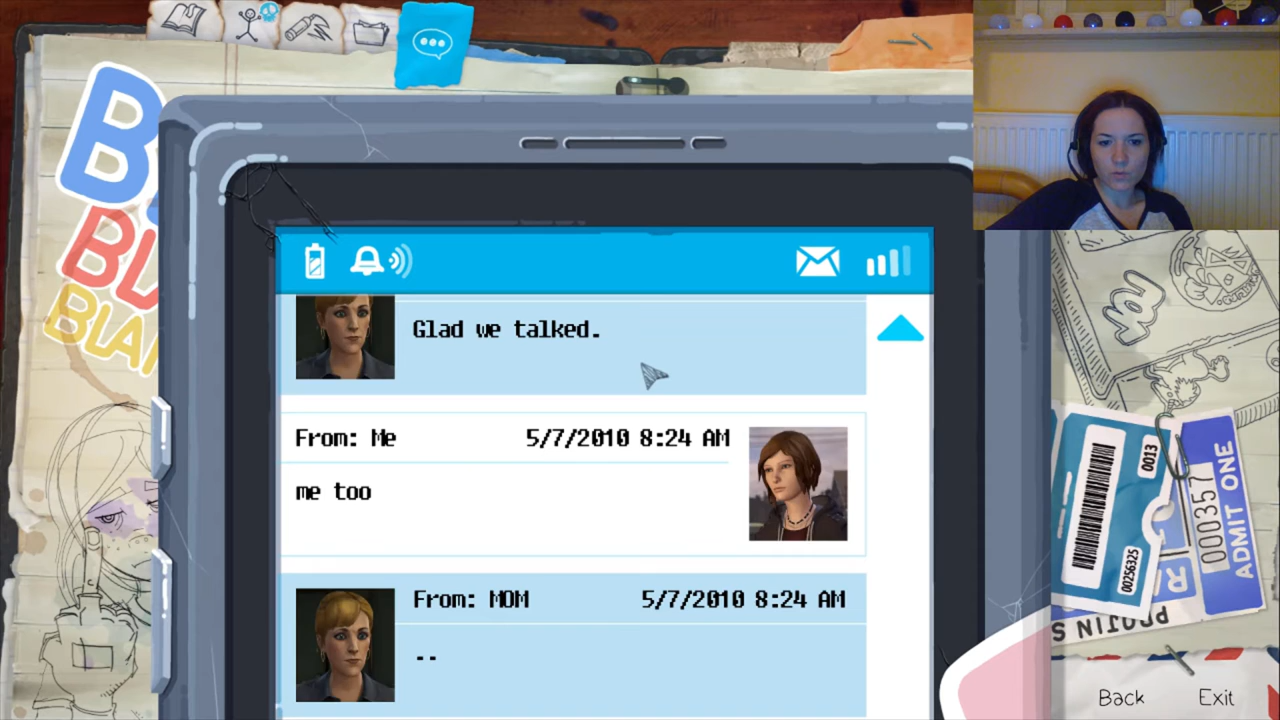 Glad we talked.
From: Me 5/7/2010 8:24 AM
me too
From: MOM 5/7/2010 8:24 AM
--
0013
00256325
000357
ADMIT ONE
Back Exit